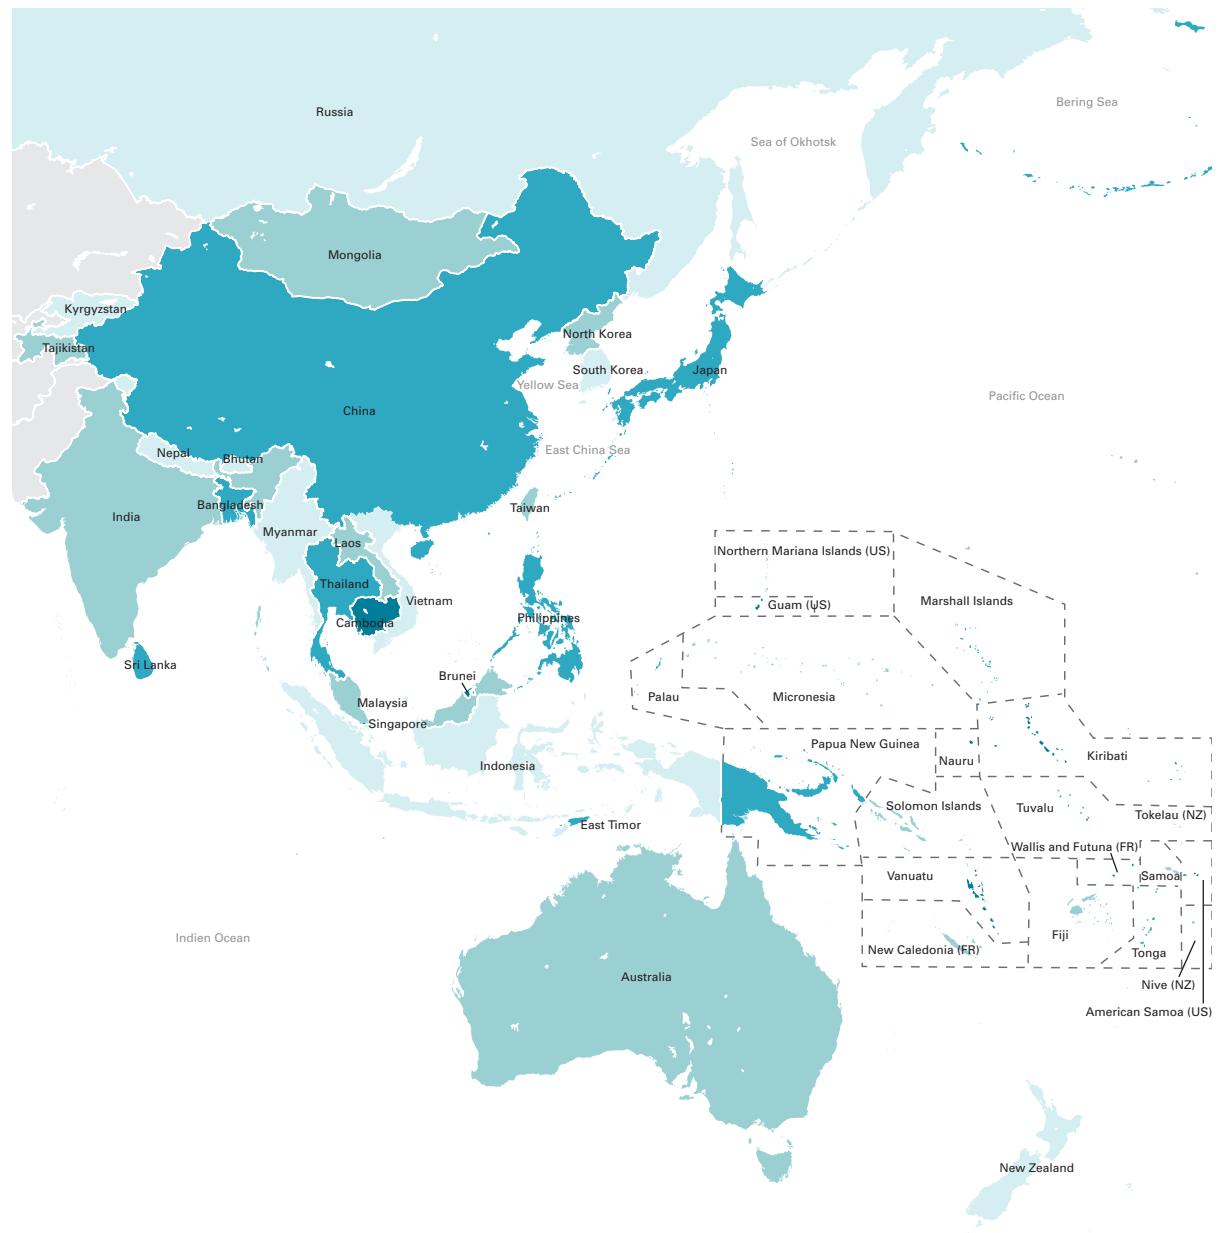 Bering Sea
Russia
Sea of Okhotsk
Mongolia
Kyrgyzstan
North Korea
Tajikistan
South Korea
Japan
Yellow Sea
Pacific Ocean
China
East China Sea
Nepal
Bhutan
Bangladesh
Taiwan
India
Myanmar
Laos
Northern Mariana Islands (US)
Thailand
Vietnam
Marshall Islands
Guam (US)
Philippines
Cambodia
Sri Lanka
Brunei
Palau
Micronesia
Malaysia
Singapore
Papua New Guinea
Kiribati
Nauru
Indonesia
Solomon Islands
Tuvalu
Tokelau (NZ)
East Timor
Wallis and Futuna (FR)
Vanuatu
Samoa
Indien Ocean
Fiji
New Caledonia (FR)
Tonga
Australia
Nive (NZ)
American Samoa (US)
New Zealand